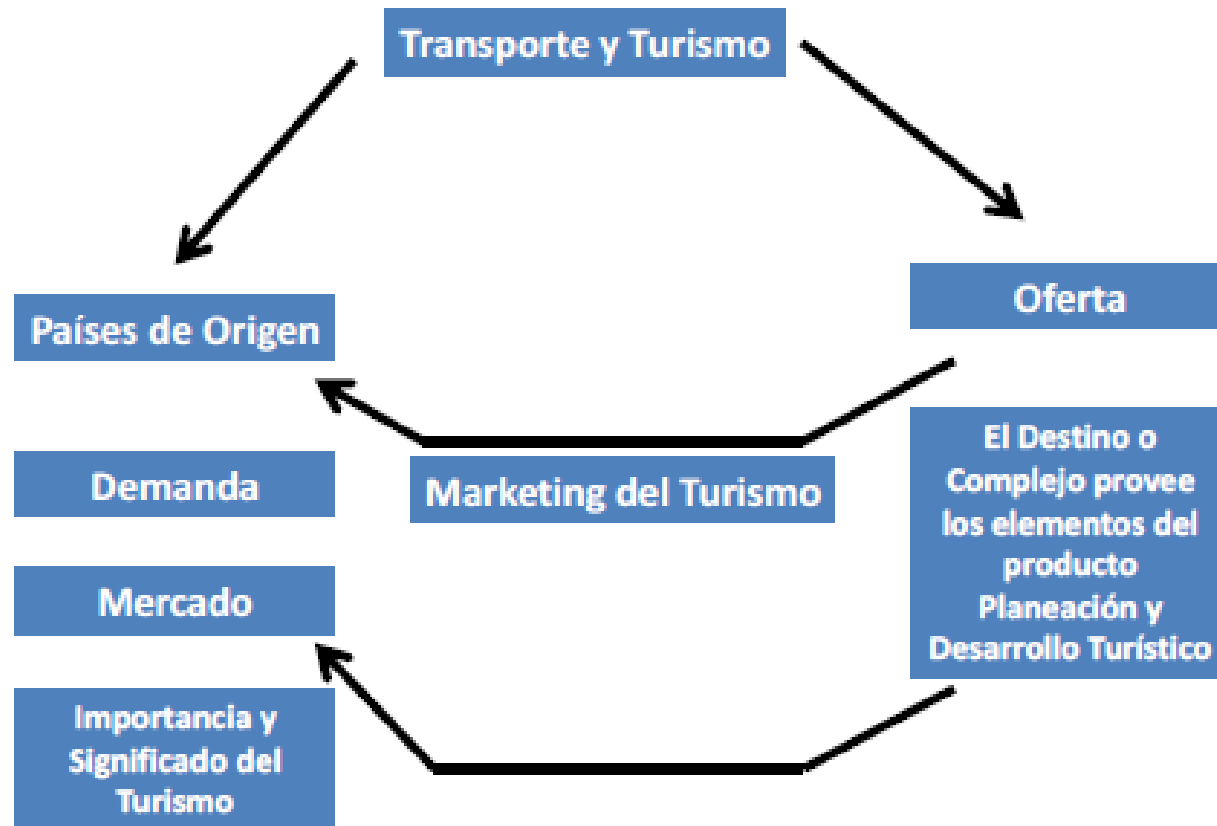 Transporte y Turismo
Países de Origen
Oferta
Demanda
Marketing del Turismo
El Destino o
Complejo provee
los elementos del
producto
Planeación y
Desarrollo Turístico
Mercado
Importancia y
Significado del
Turismo